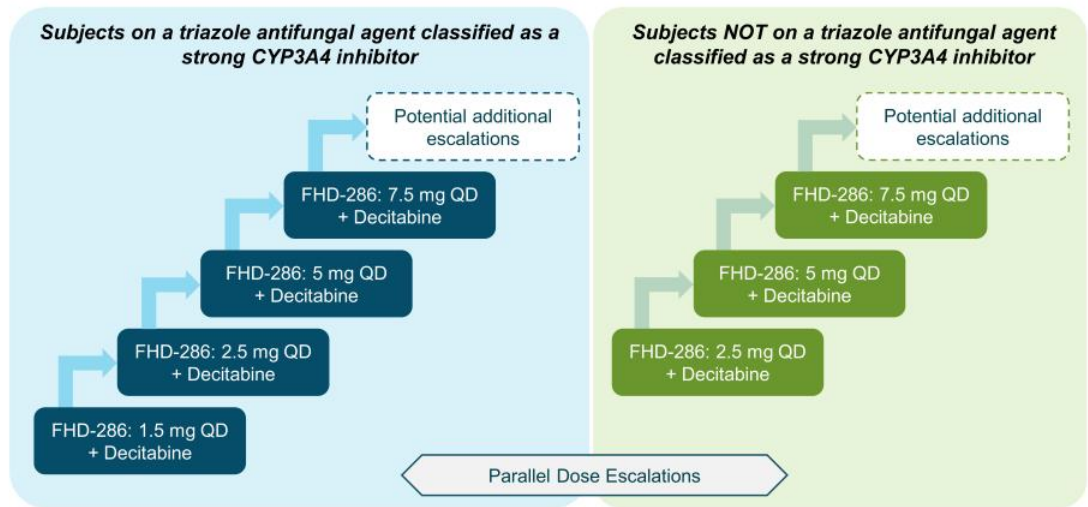 Subjects on a triazole antifungal agent classified as a
strong CYP3A4 inhibitor
Potential additional
escalations
FHD-286: 7.5 mg QD
+ Decitabine
FHD-286: 5 mg QD
+ Decitabine
FHD-286: 2.5 mg QD
+ Decitabine
FHD-286: 1.5 mg QD
+ Decitabine
Subjects NOT on a triazole antifungal agent
classified as a strong CYP3A4 inhibitor
Potential additional
escalations
FHD-286: 7.5 mg QD
+ Decitabine
FHD-286: 5 mg QD
+ Decitabine
FHD-286: 2.5 mg QD
+ Decitabine
Parallel Dose Escalations